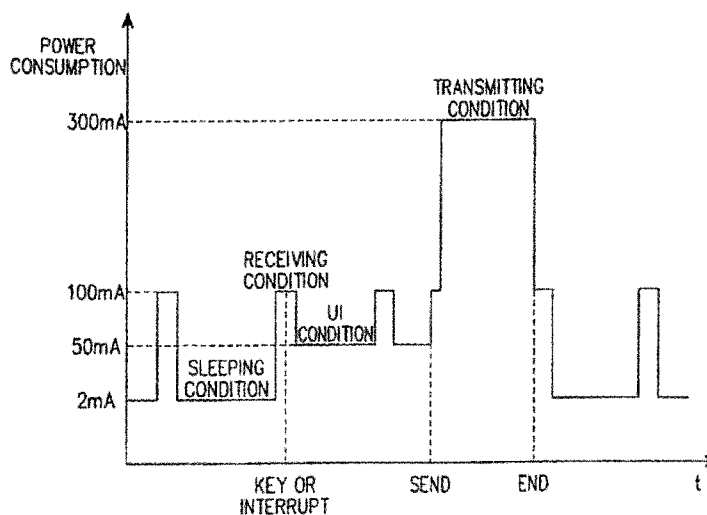 POWER
CONSUMPTION
TRANSMITTING
CONDITION
300mA
RECEIVING
CONDITION
100mA
UI
CONDITION
50mA
SLEEPING
CONDITION
2mA
KEY OR
INTERRUPT
SEND
END
t